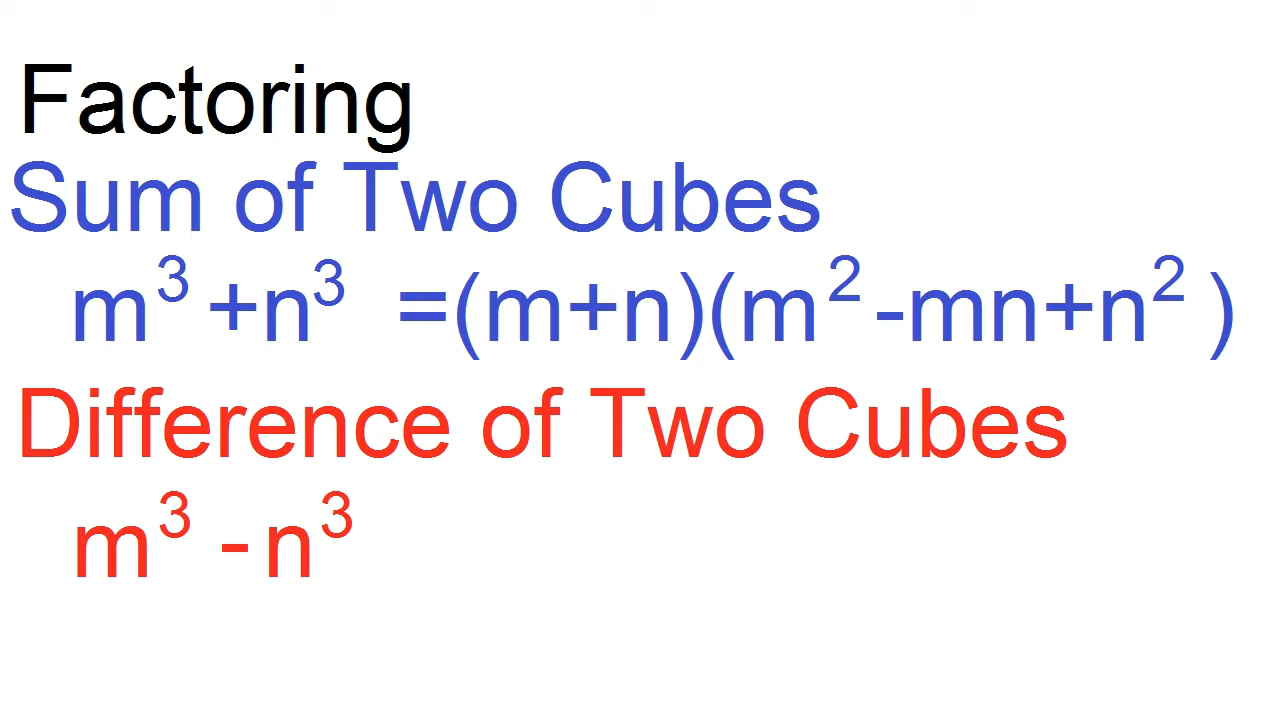 Factoring
Sum of Two Cubes
m³ +n³ =(m+n)(m² -mn+n² )
Difference of Two Cubes
m³ - n³